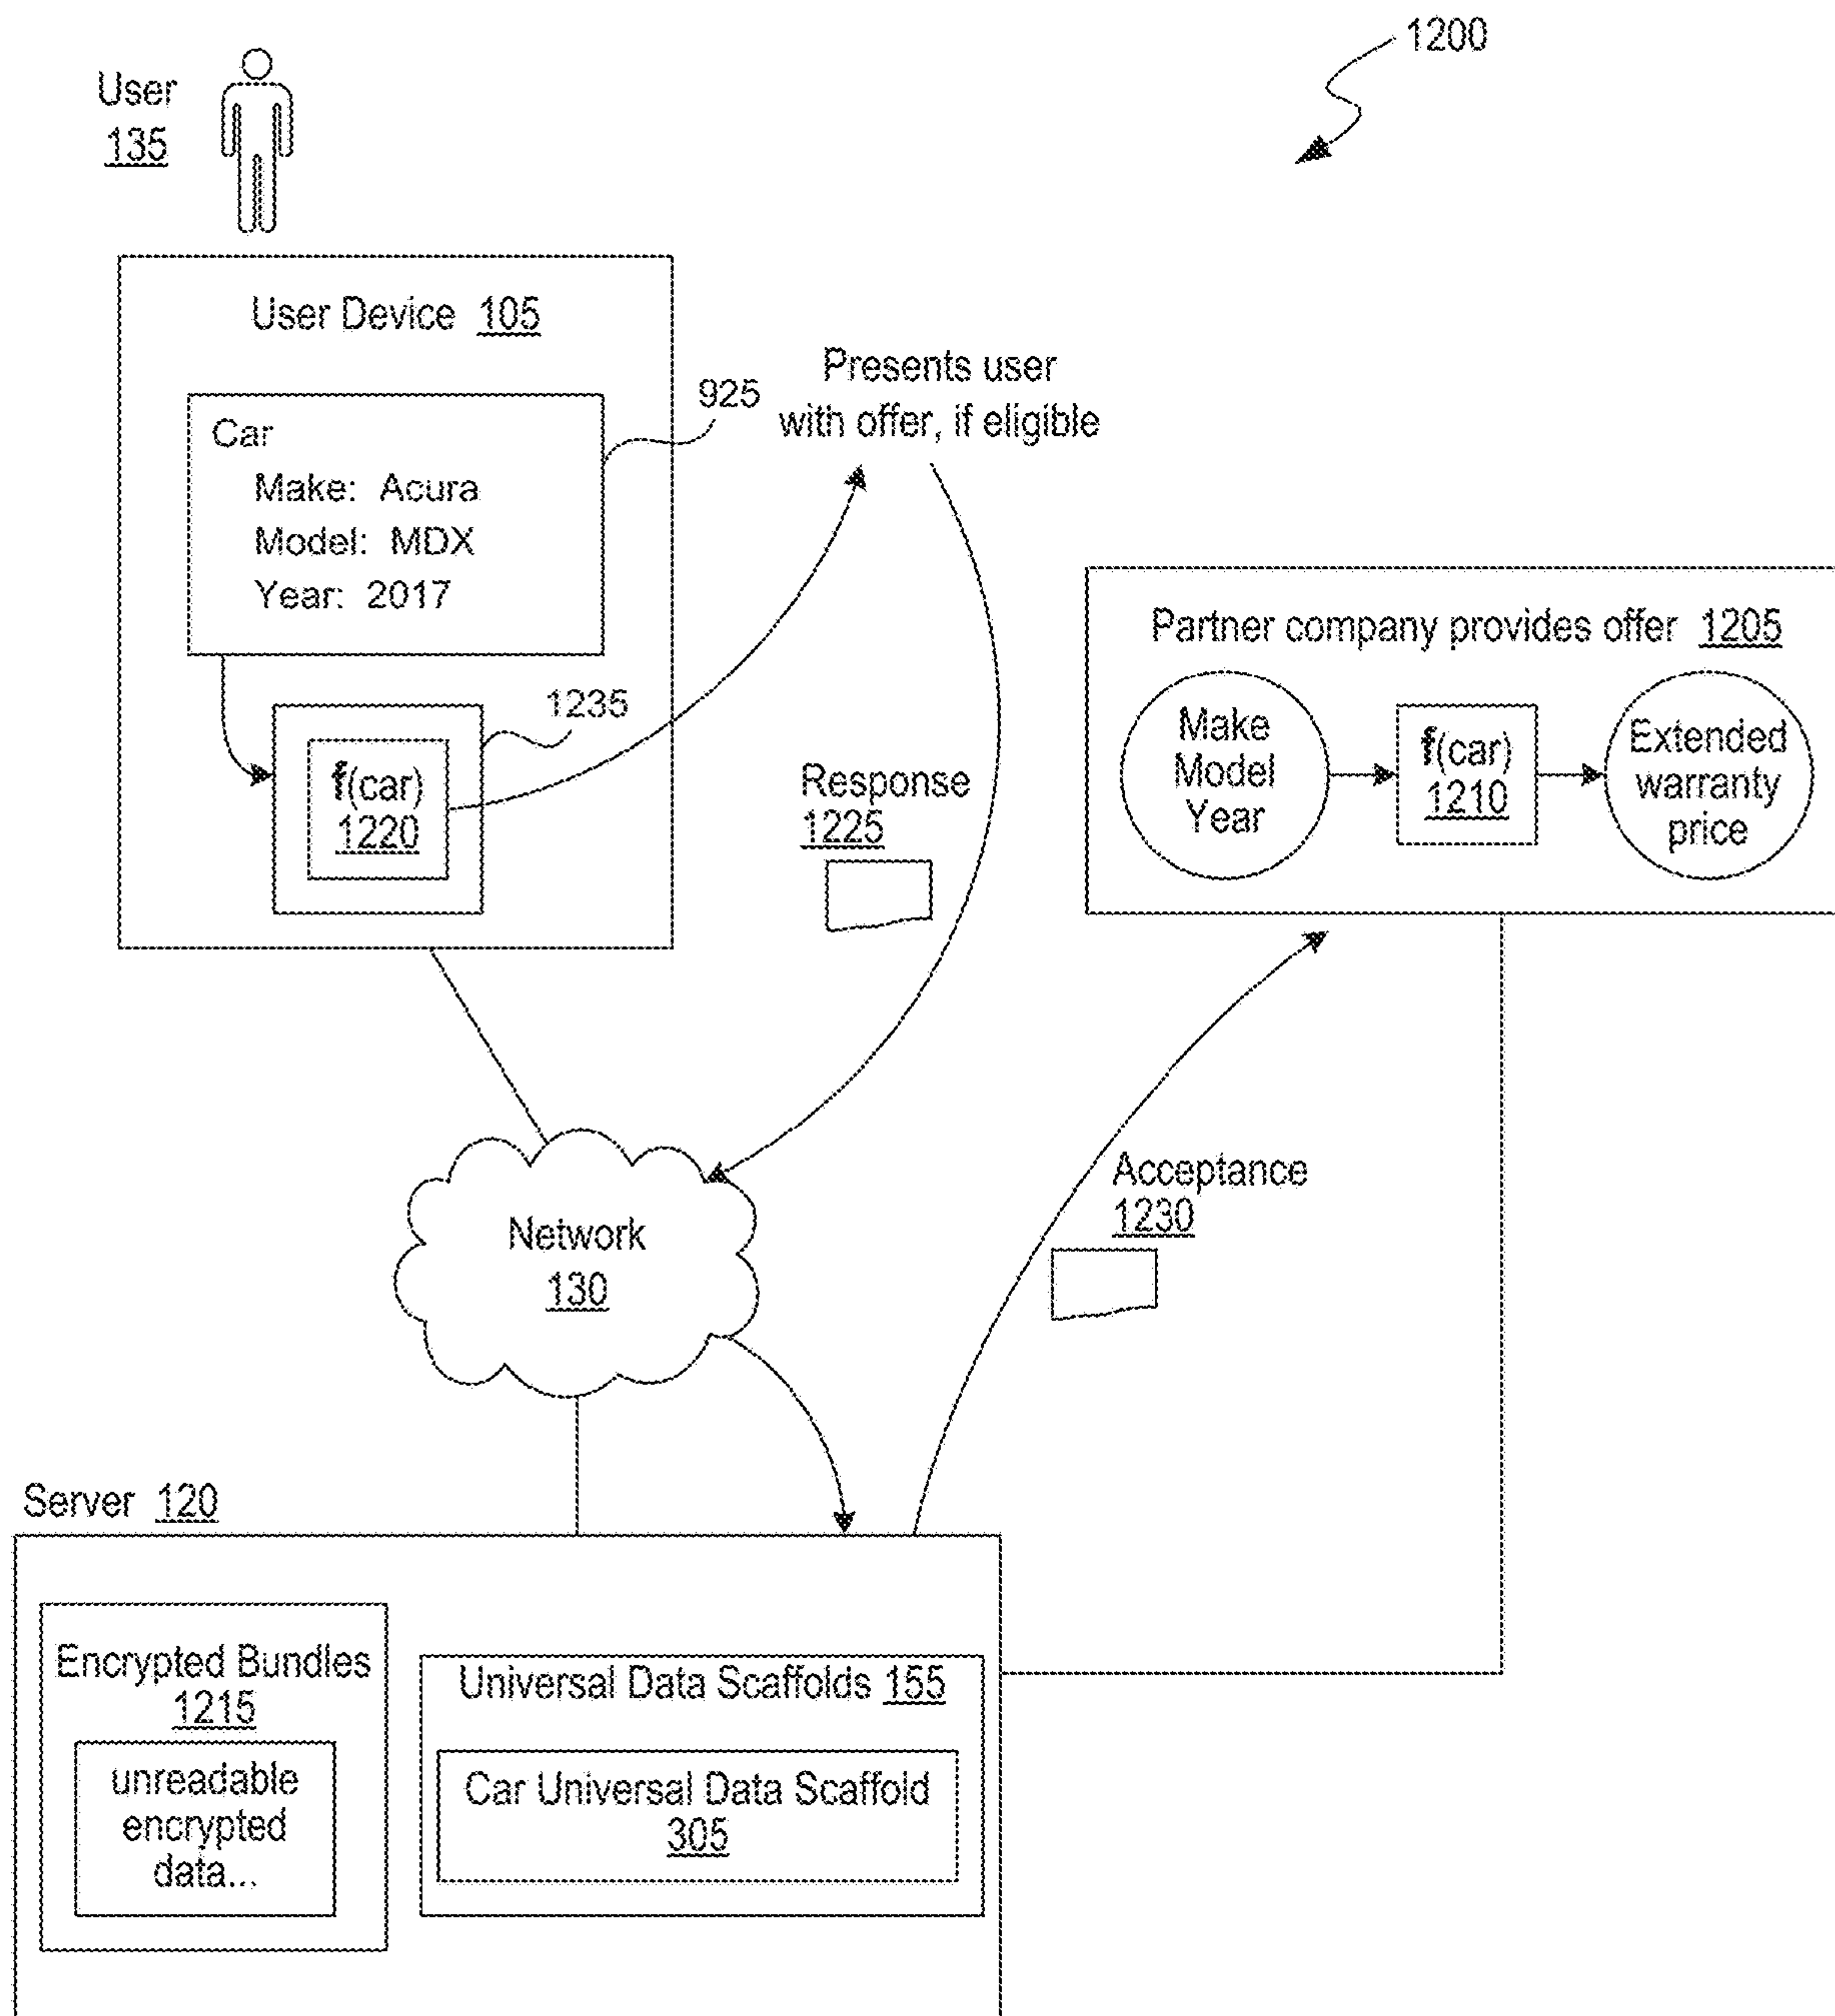 1200
User
135
User Device 105
925
Car
Make: Acura
Model: MDX
Year: 2017
1235
f(car)
1220
Presents user
with offer, if eligible
Response
1225
Partner company provides offer 1205
Make
Model
Year
f(car)
1210
Extended
warranty
price
Network
130
Acceptance
1230
Server 120
Encrypted Bundles
1215
unreadable
encrypted
data...
Universal Data Scaffolds 155
Car Universal Data Scaffold
305